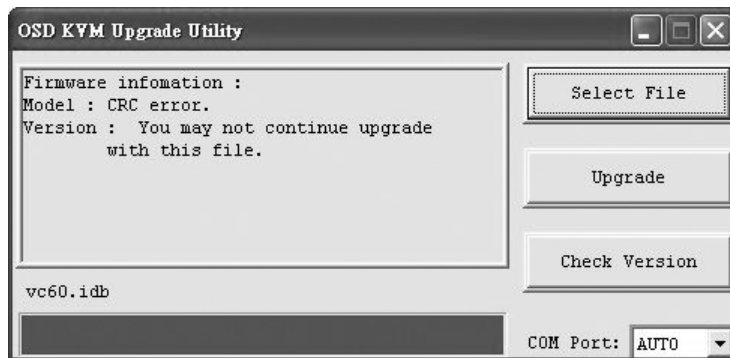 OSD KVM Upgrade Utility
Firmware infomation :
Model : CRC error.
Version : You may not continue upgrade
with this file.
Select File
Upgrade
Check Version
vc60.idb
COM Port: AUTO